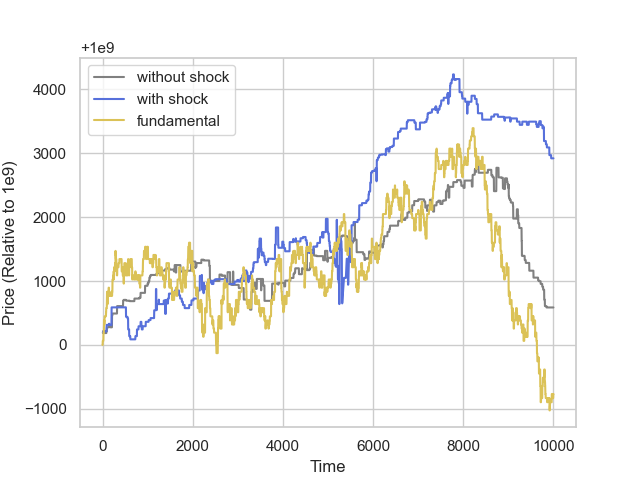 +1e9
without shock
with shock
fundamental
4000
3000
2000
1000
0
−1000
Price (Relative to 1e9)
0 2000 4000 6000 8000 10000
Time